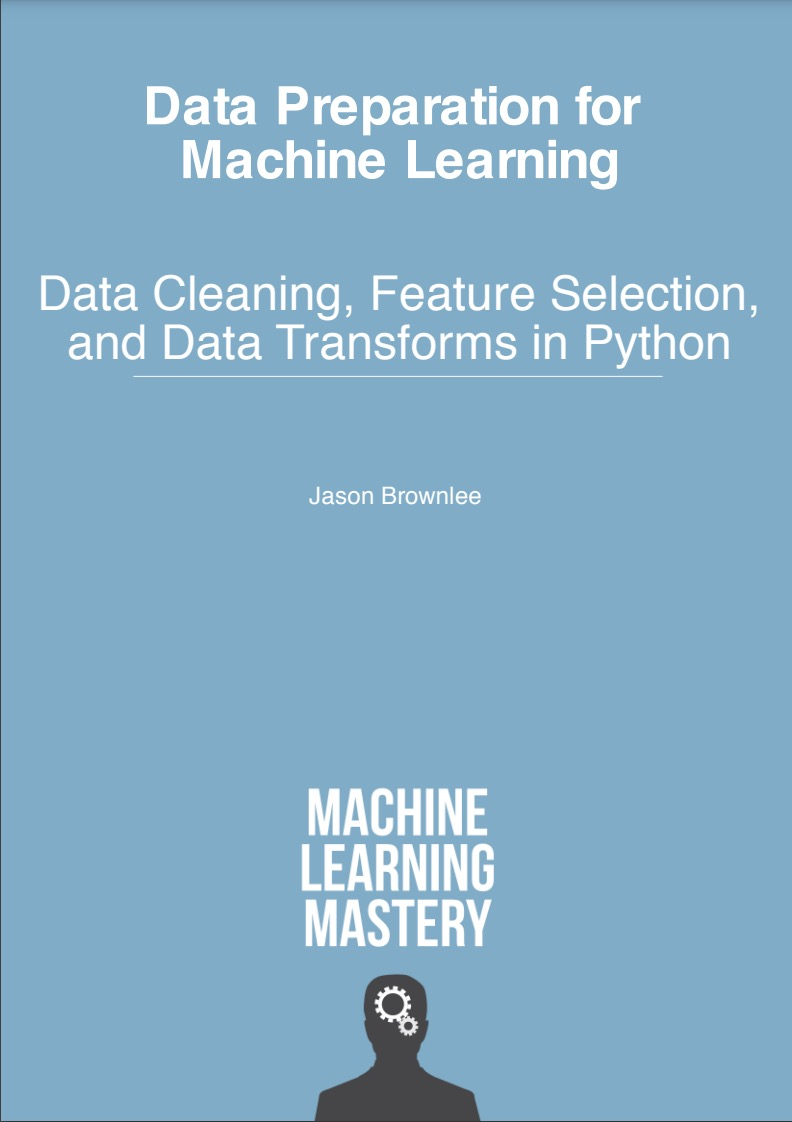 Data Preparation for
Machine Learning
Data Cleaning, Feature Selection,
and Data Transforms in Python
Jason Brownlee
MACHINE
LEARNING
MASTERY